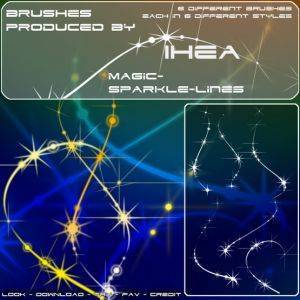 BRUSHES
PRODUCED BY
IHEA
6 DIFFERENT BRUSHES
EACH IN 6 DIFFERENT STYLES
MAGIC-
SPARKLE-LINES
LOOK - DOWNLOAD - FAV - CREDIT